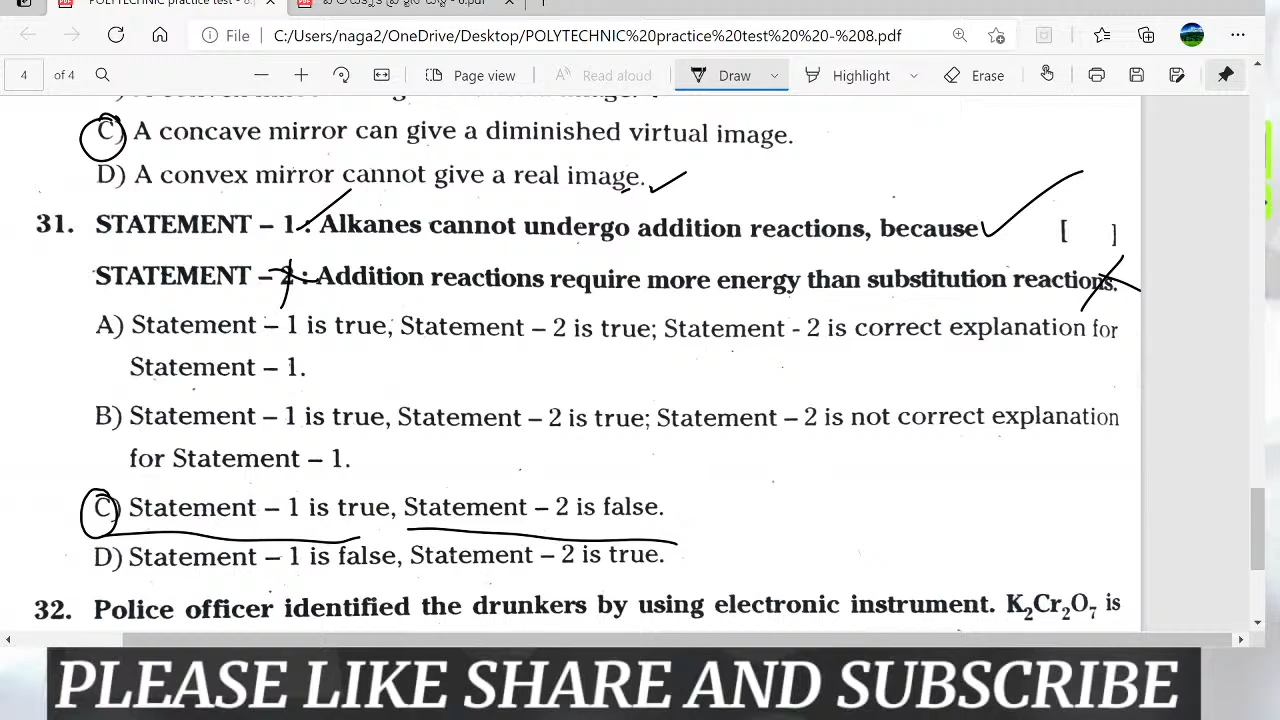 POLYTECHNIC practice test - 8.p
File C:/Users/naga2/OneDrive/Desktop/POLYTECHNIC%20practice%20test%20%20-%208.pdf
4 of 4 Page view Read aloud Draw Highlight Erase
C) A concave mirror can give a diminished virtual image.
D) A convex mirror cannot give a real image.
31. STATEMENT – 1 : Alkanes cannot undergo addition reactions, because [ ]
STATEMENT – 2 : Addition reactions require more energy than substitution reactions.
A) Statement – 1 is true, Statement – 2 is true; Statement - 2 is correct explanation for
Statement – 1.
B) Statement – 1 is true, Statement – 2 is true; Statement – 2 is not correct explanation
for Statement – 1.
C) Statement – 1 is true, Statement – 2 is false.
D) Statement – 1 is false, Statement – 2 is true.
32. Police officer identified the drunkers by using electronic instrument. K₂Cr₂O₇ is
PLEASE LIKE SHARE AND SUBSCRIBE